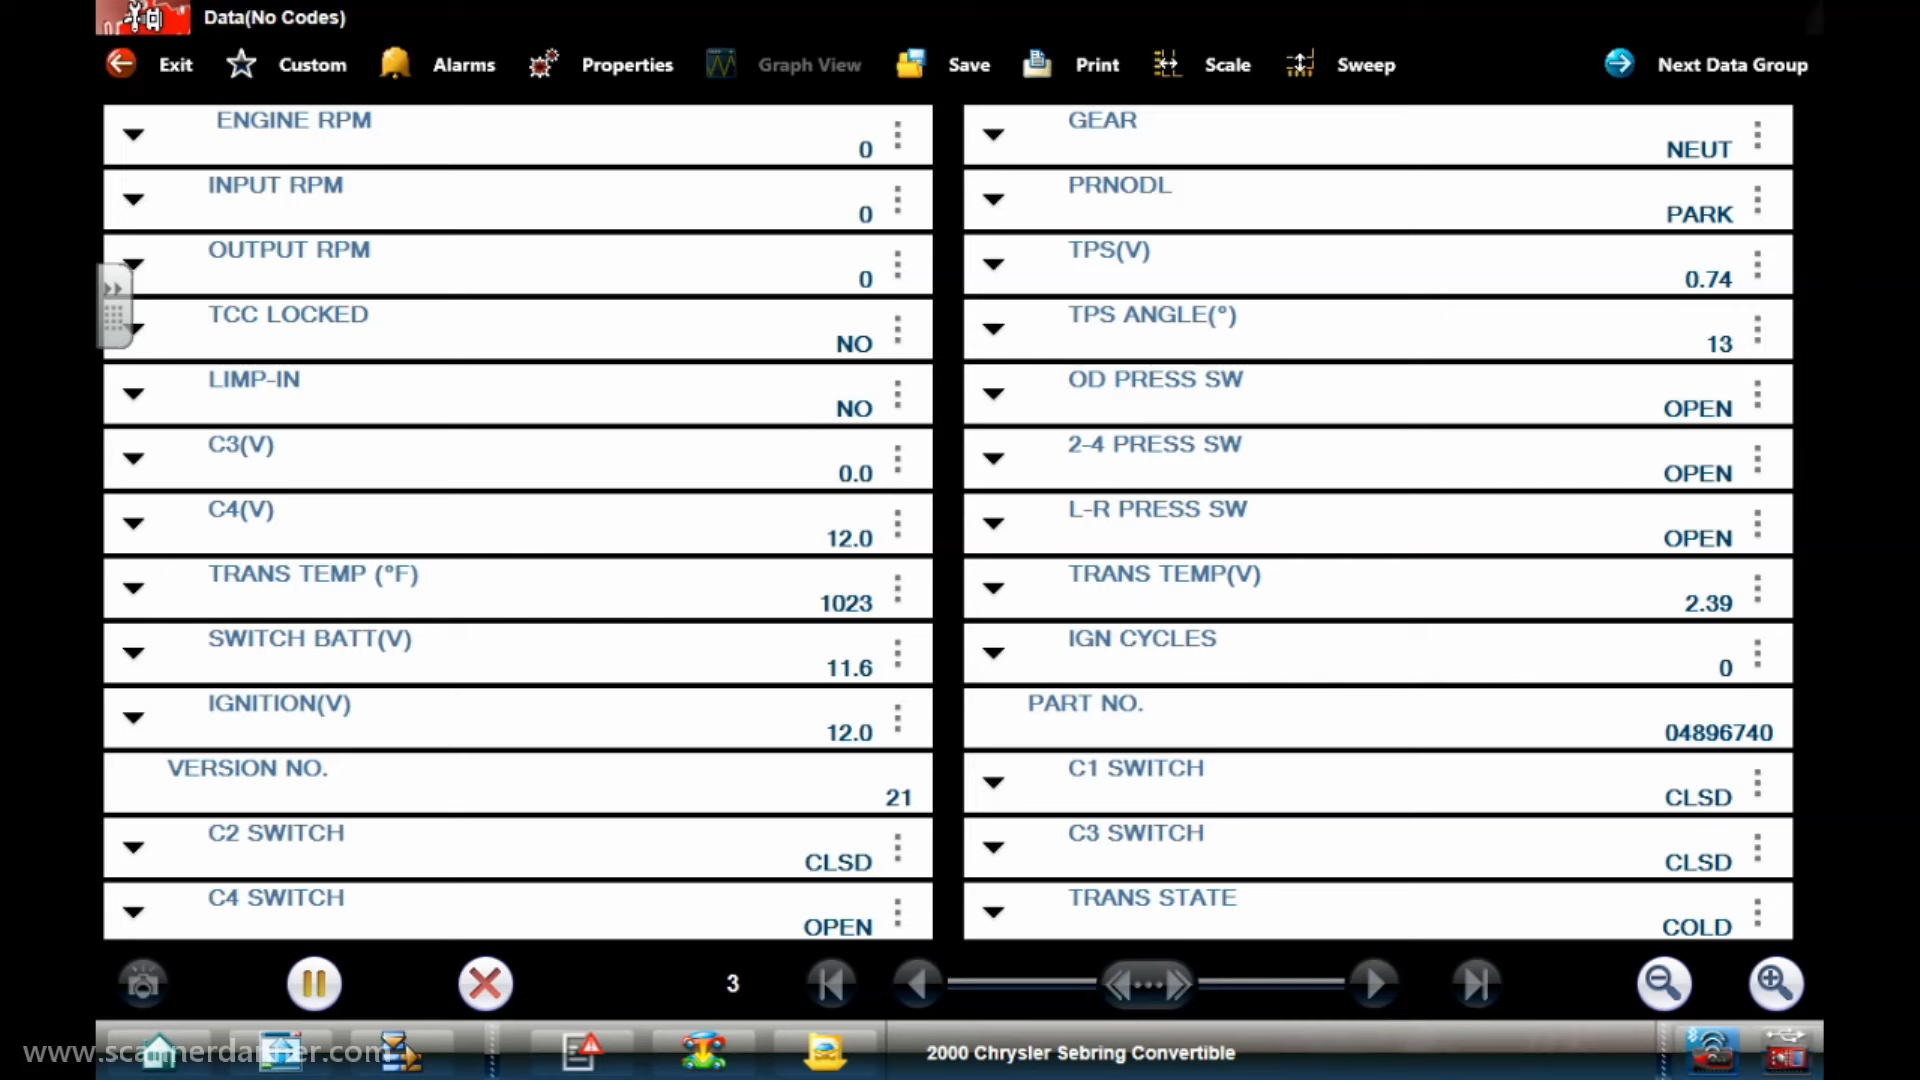 Data(No Codes)
Exit Custom Alarms Properties Graph View Save Print Scale Sweep Next Data Group
ENGINE RPM
0
GEAR
NEUT
INPUT RPM
0
PRNODL
PARK
OUTPUT RPM
0
TPS(V)
0.74
TCC LOCKED
NO
TPS ANGLE(°)
13
LIMP-IN
NO
OD PRESS SW
OPEN
C3(V)
0.0
2-4 PRESS SW
OPEN
C4(V)
12.0
L-R PRESS SW
OPEN
TRANS TEMP (°F)
1023
TRANS TEMP(V)
2.39
SWITCH BATT(V)
11.6
IGN CYCLES
0
IGNITION(V)
12.0
PART NO.
04896740
VERSION NO.
21
C1 SWITCH
CLSD
C2 SWITCH
CLSD
C3 SWITCH
CLSD
C4 SWITCH
OPEN
TRANS STATE
COLD
3
www.scannerdanner.com
2000 Chrysler Sebring Convertible